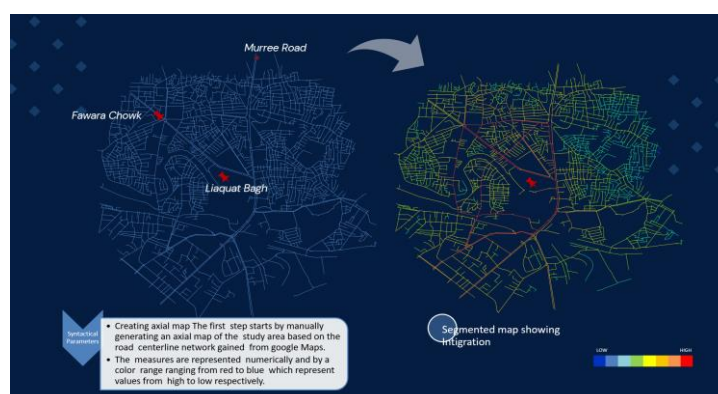 Murree Road
Fawara Chowk
Liaquat Bagh
Syntactical
Parameters
• Creating axial map The first step starts by manually
generating an axial map of the study area based on the
road centerline network gained from google Maps.
• The measures are represented numerically and by a
color range ranging from red to blue which represent
values from high to low respectively.
Segmented map showing
Intigration
LOW
HIGH